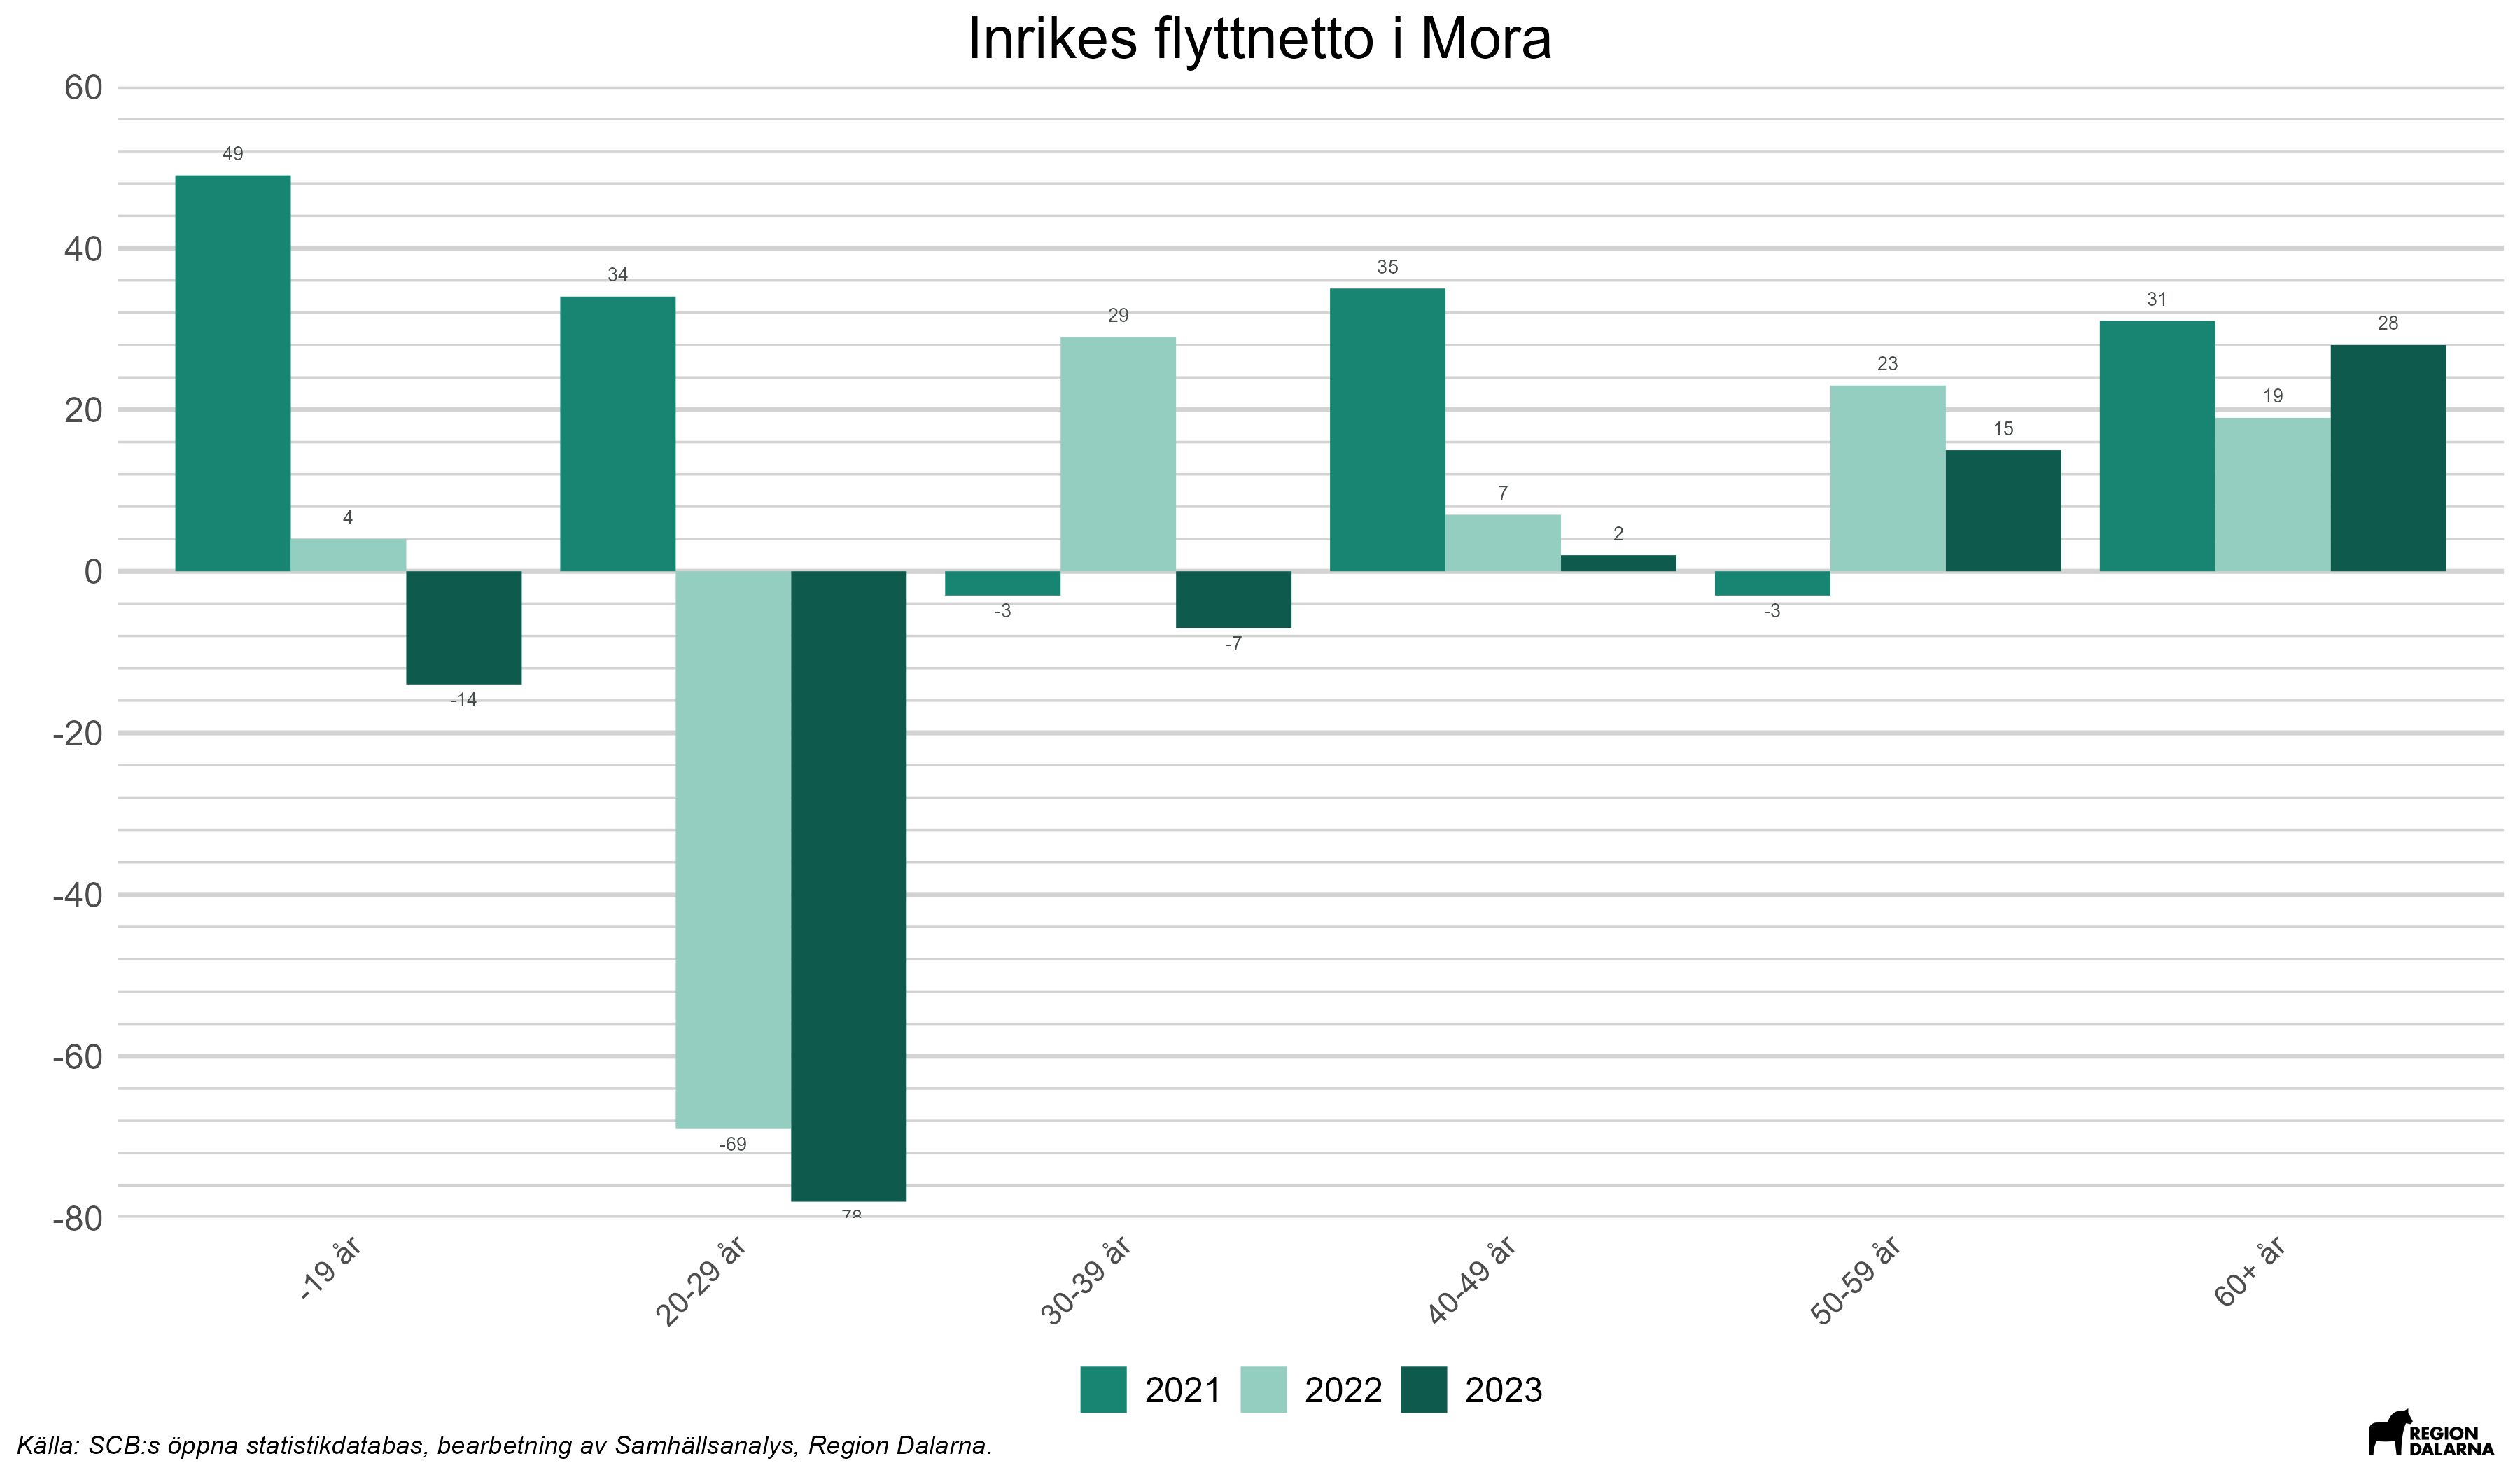 Inrikes flyttnetto i Mora
60
40
20
0
-20
-40
-60
-80
49
4
-14
34
-69
78
-3
29
-7
35
7
2
-3
23
15
31
19
28
-19 år
20-29 år
30-39 år
40-49 år
50-59 år
60+ år
2021
2022
2023
Källa: SCB:s öppna statistikdatabas, bearbetning av Samhällsanalys, Region Dalarna.
REGION
DALARNA